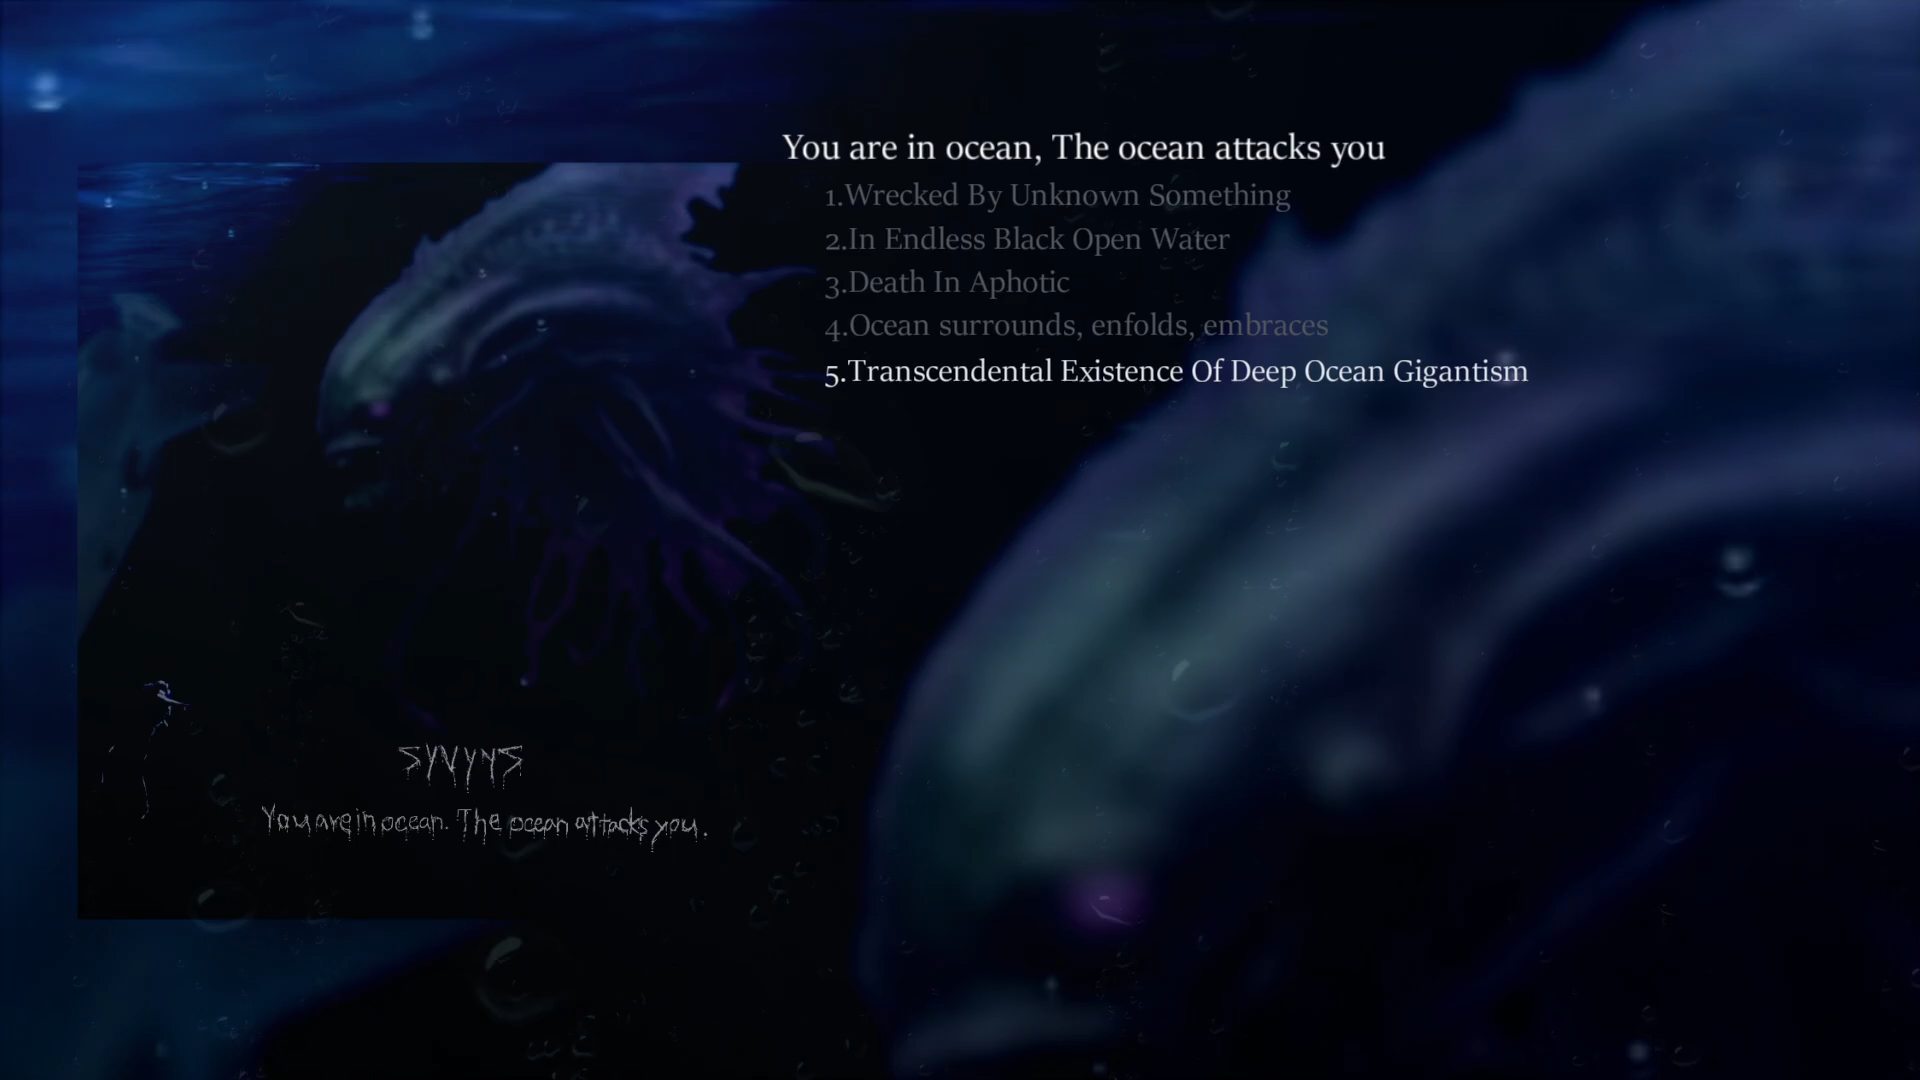 You are in ocean, The ocean attacks you
1.Wrecked By Unknown Something
2.In Endless Black Open Water
3.Death In Aphotic
4.Ocean surrounds, enfolds, embraces
5.Transcendental Existence Of Deep Ocean Gigantism
SYVYNS
You are in ocean. The ocean attacks you.